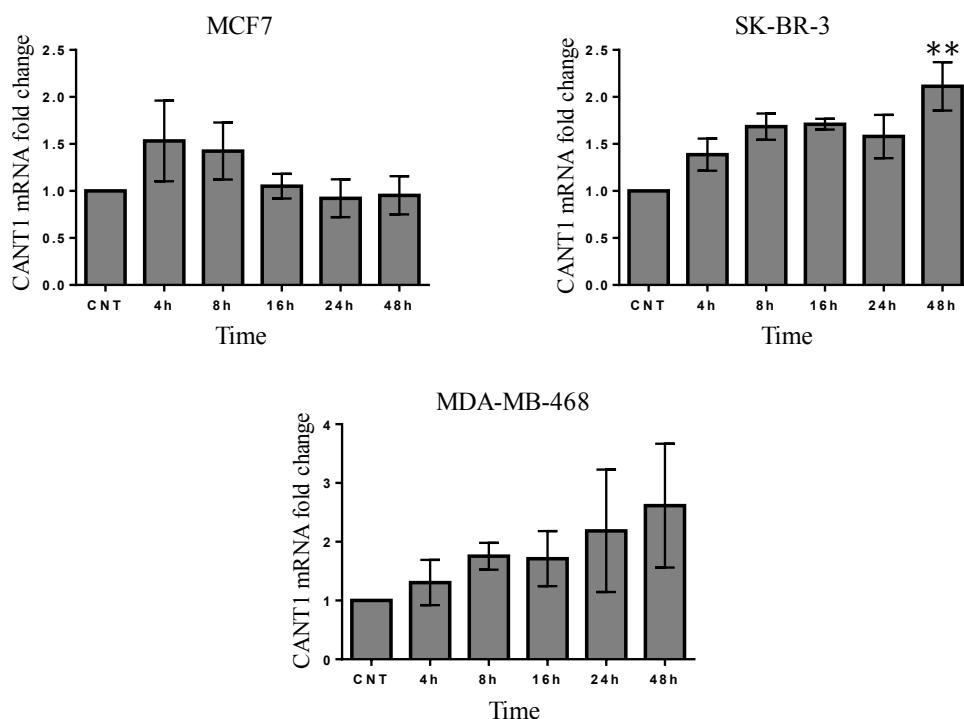 MCF7
CANT1 mRNA fold change
2.5
2.0
1.5
1.0
0.5
0.0
CNT 4h 8h 16h 24h 48h
Time
SK-BR-3
CANT1 mRNA fold change
2.5
2.0
1.5
1.0
0.5
0.0
**
CNT 4h 8h 16h 24h 48h
Time
MDA-MB-468
CANT1 mRNA fold change
4
3
2
1
0
CNT 4h 8h 16h 24h 48h
Time